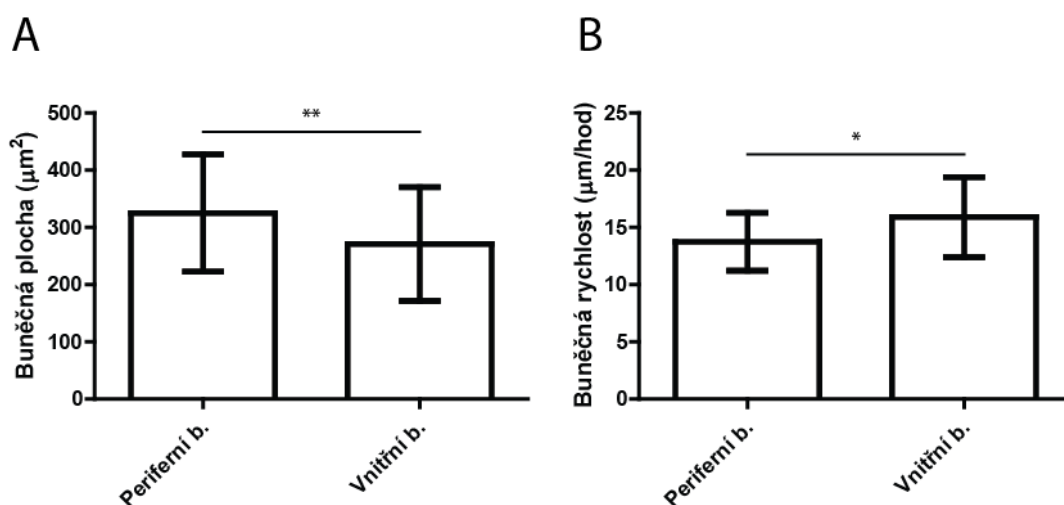 A
Buněčná plocha (μm²)
500
400
300
200
100
0
**
Periferní b.
Vnitřní b.
B
Buněčná rychlost (μm/hod)
25
20
15
10
5
0
*
Periferní b.
Vnitřní b.